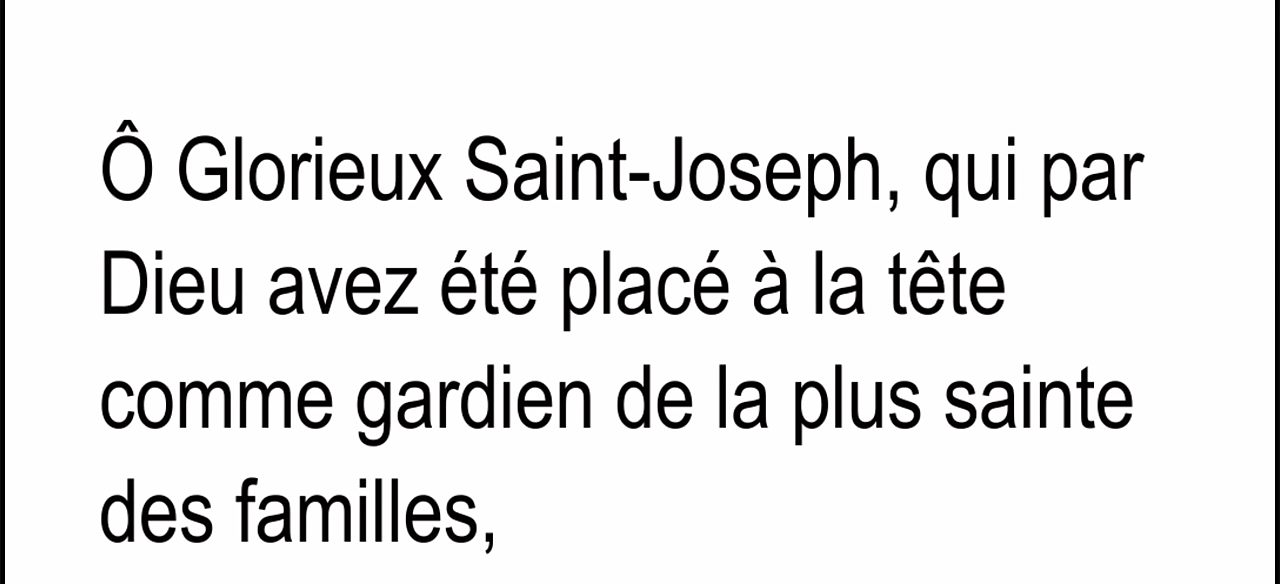 Ô Glorieux Saint-Joseph, qui par
Dieu avez été placé à la tête
comme gardien de la plus sainte
des familles,